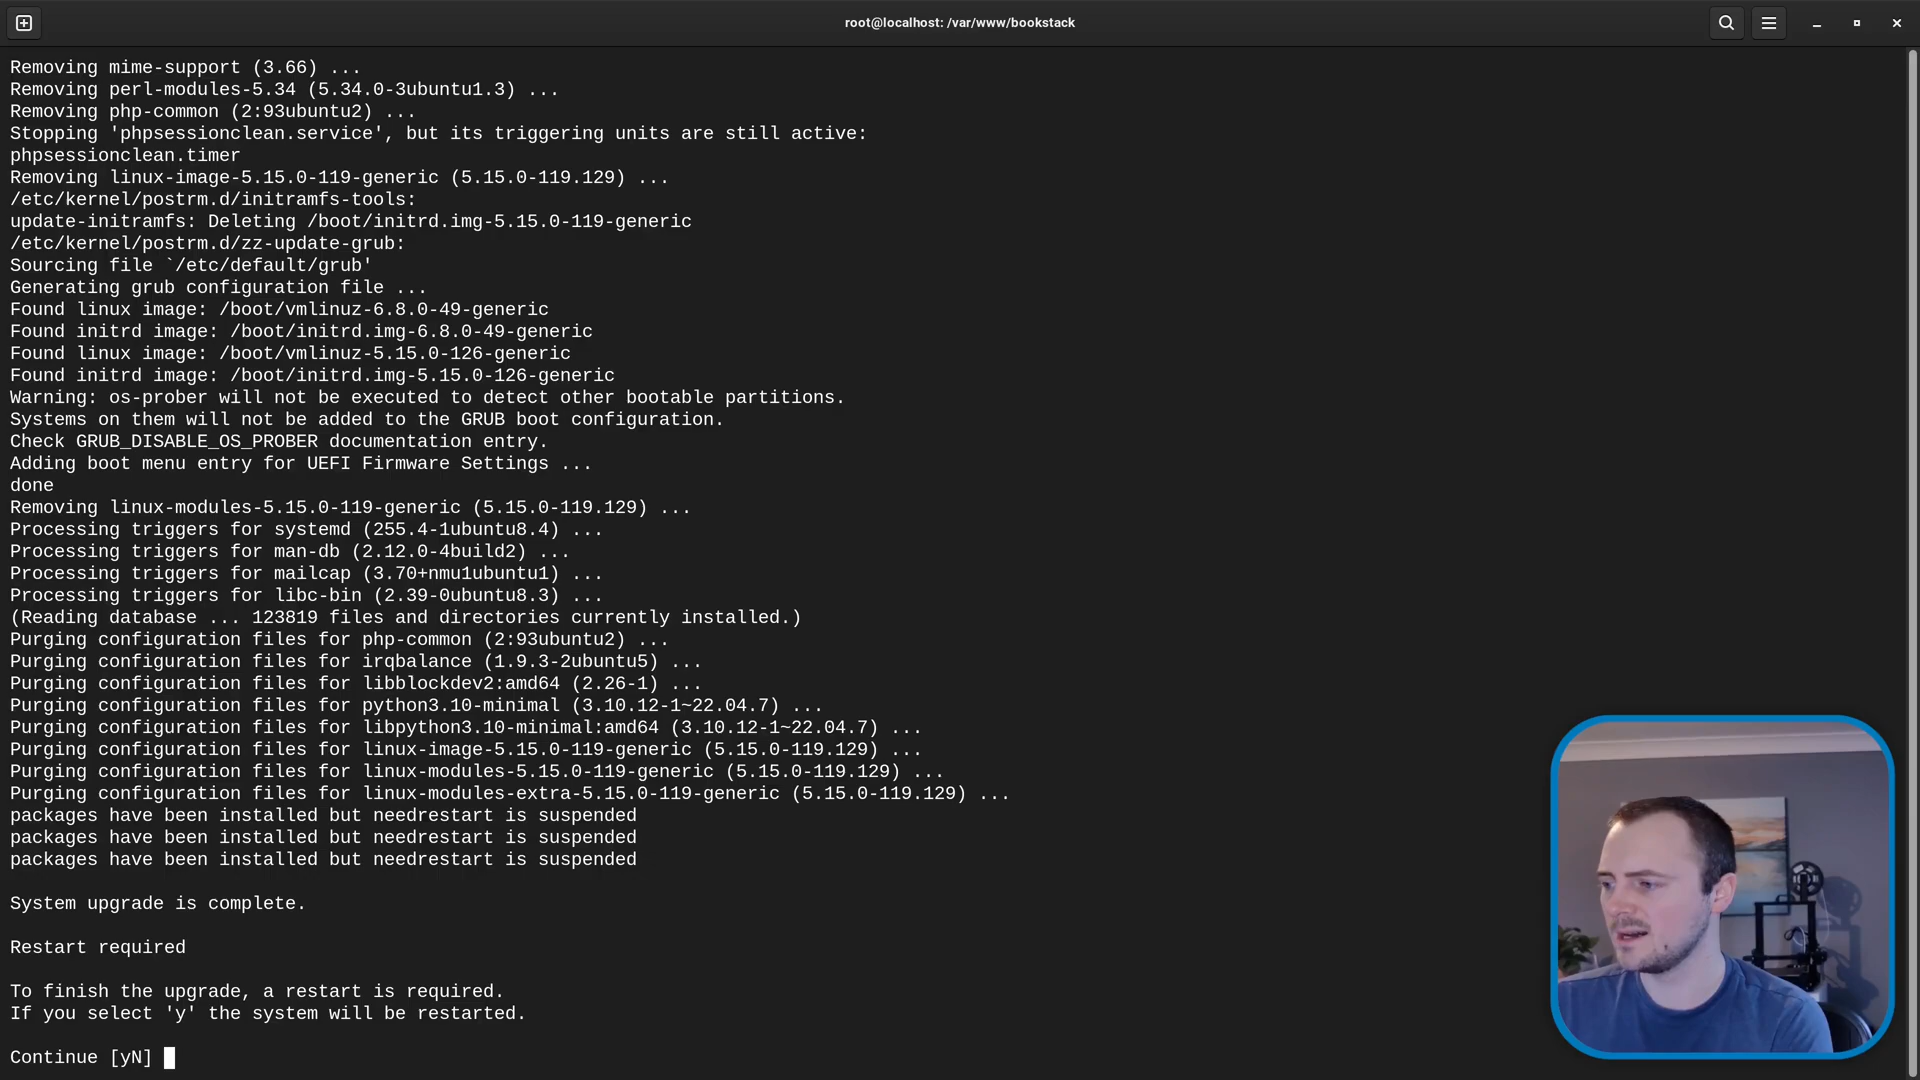 root@localhost: /var/www/bookstack
Removing mime-support (3.66) ...
Removing perl-modules-5.34 (5.34.0-3ubuntu1.3) ...
Removing php-common (2:93ubuntu2) ...
Stopping 'phpsessionclean.service', but its triggering units are still active:
phpsessionclean.timer
Removing linux-image-5.15.0-119-generic (5.15.0-119.129) ...
/etc/kernel/postrm.d/initramfs-tools:
update-initramfs: Deleting /boot/initrd.img-5.15.0-119-generic
/etc/kernel/postrm.d/zz-update-grub:
Sourcing file `/etc/default/grub'
Generating grub configuration file ...
Found linux image: /boot/vmlinuz-6.8.0-49-generic
Found initrd image: /boot/initrd.img-6.8.0-49-generic
Found linux image: /boot/vmlinuz-5.15.0-126-generic
Found initrd image: /boot/initrd.img-5.15.0-126-generic
Warning: os-prober will not be executed to detect other bootable partitions.
Systems on them will not be added to the GRUB boot configuration.
Check GRUB_DISABLE_OS_PROBER documentation entry.
Adding boot menu entry for UEFI Firmware Settings ...
done
Removing linux-modules-5.15.0-119-generic (5.15.0-119.129) ...
Processing triggers for systemd (255.4-1ubuntu8.4) ...
Processing triggers for man-db (2.12.0-4build2) ...
Processing triggers for mailcap (3.70+nmu1ubuntu1) ...
Processing triggers for libc-bin (2.39-0ubuntu8.3) ...
(Reading database ... 123819 files and directories currently installed.)
Purging configuration files for php-common (2:93ubuntu2) ...
Purging configuration files for irqbalance (1.9.3-2ubuntu5) ...
Purging configuration files for libblockdev2:amd64 (2.26-1) ...
Purging configuration files for python3.10-minimal (3.10.12-1~22.04.7) ...
Purging configuration files for libpython3.10-minimal:amd64 (3.10.12-1~22.04.7) ...
Purging configuration files for linux-image-5.15.0-119-generic (5.15.0-119.129) ...
Purging configuration files for linux-modules-5.15.0-119-generic (5.15.0-119.129) ...
Purging configuration files for linux-modules-extra-5.15.0-119-generic (5.15.0-119.129) ...
packages have been installed but needrestart is suspended
packages have been installed but needrestart is suspended
packages have been installed but needrestart is suspended
System upgrade is complete.
Restart required
To finish the upgrade, a restart is required.
If you select 'y' the system will be restarted.
Continue [yN]